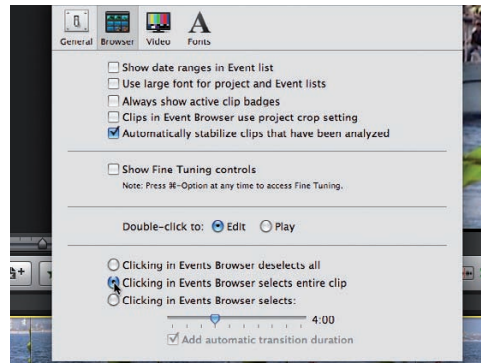 General Browser Video Fonts
Show date ranges in Event list
Use large font for project and Event lists
Always show active clip badges
Clips in Event Browser use project crop setting
Automatically stabilize clips that have been analyzed
Show Fine Tuning controls
Note: Press ⌘-Option at any time to access Fine Tuning.
Double-click to: Edit Play
Clicking in Events Browser deselects all
Clicking in Events Browser selects entire clip
Clicking in Events Browser selects:
4:00
Add automatic transition duration